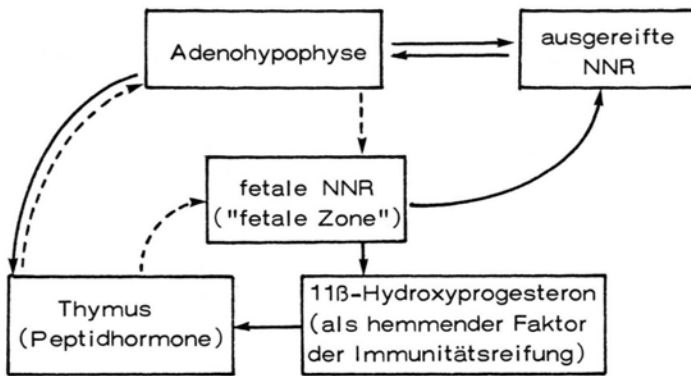 Adenohypophyse
ausgereifte
NNR
fetale NNR
("fetale Zone")
Thymus
(Peptidhormone)
11ß-Hydroxyprogesteron
(als hemmender Faktor
der Immunitätsreifung)